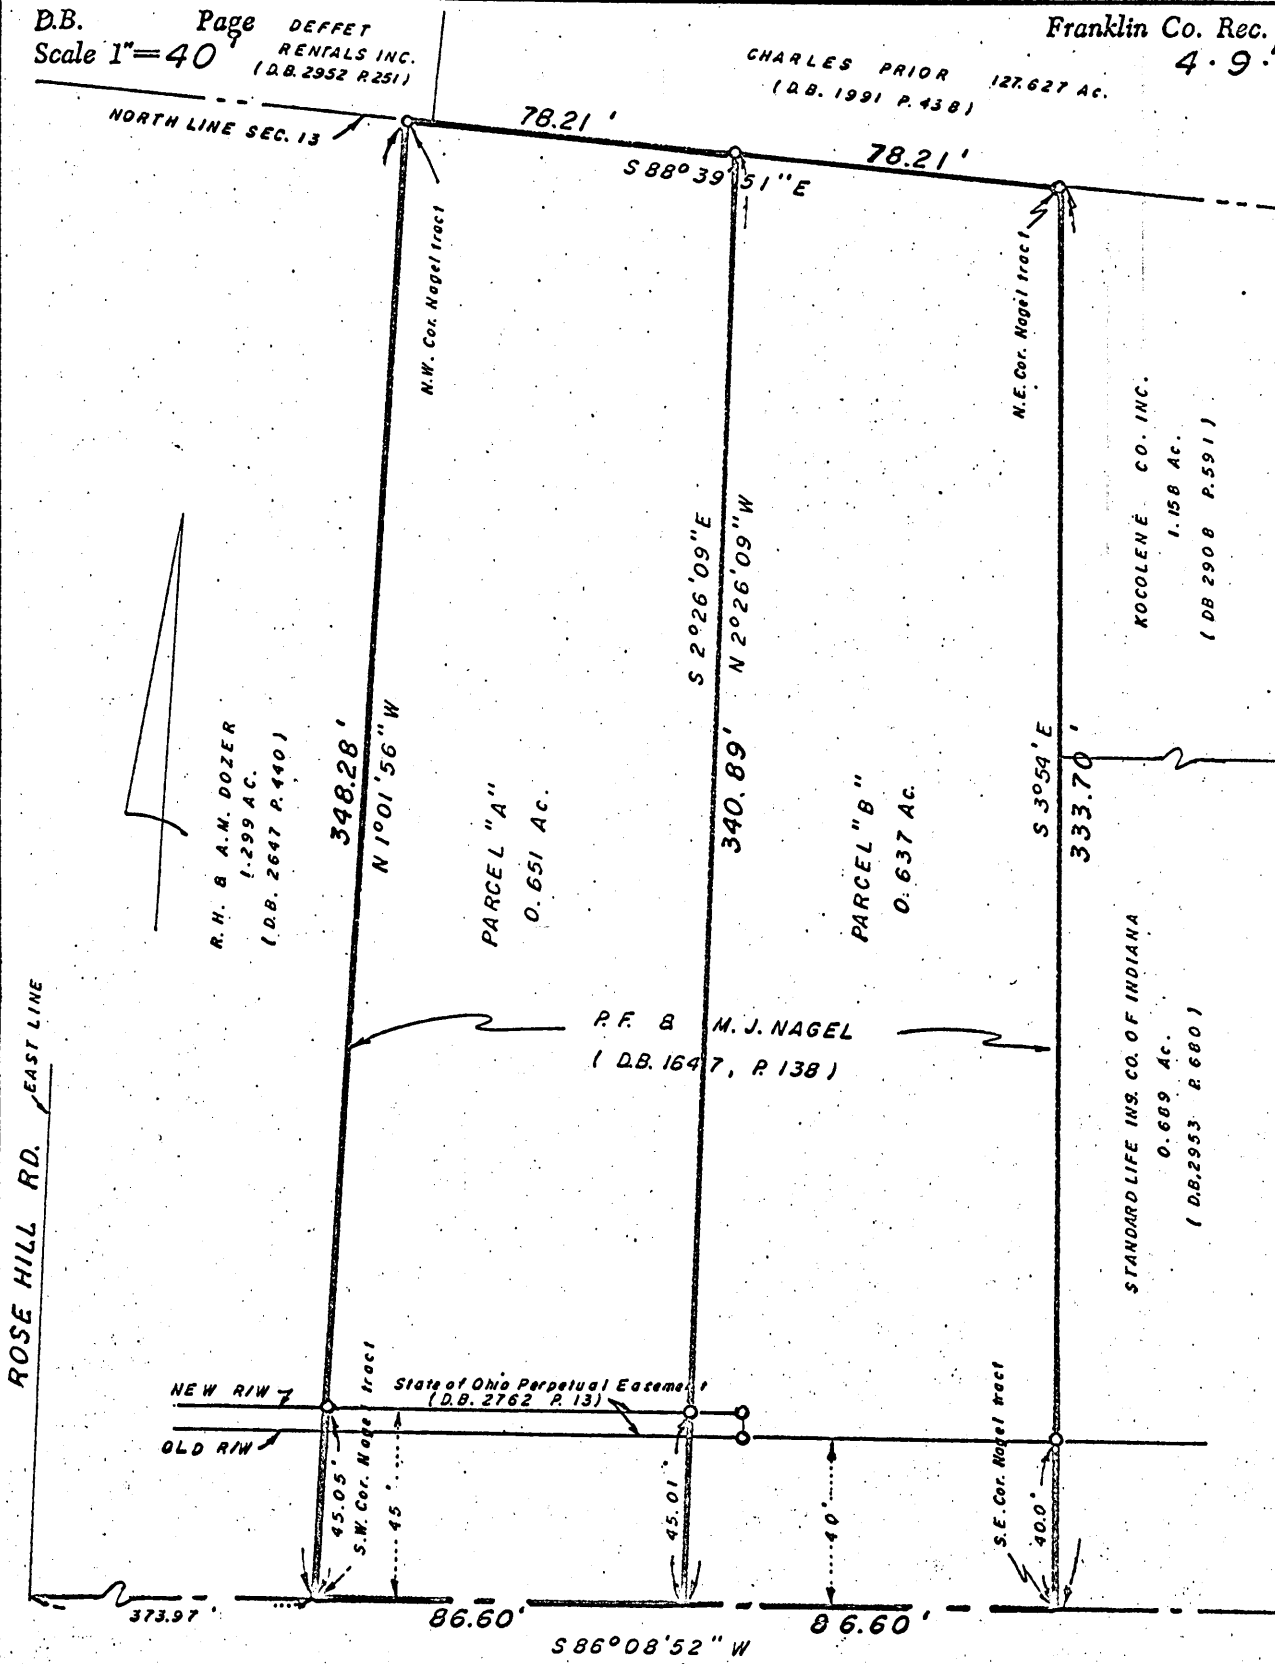 D.B. Page
Scale 1"=40'
DEFFET
RENTALS INC.
(D.B. 2952 P.251)
Franklin Co. Rec.
4·9·
CHARLES PRIOR 127.627 Ac.
(D.B. 1991 P. 438)
NORTH LINE SEC. 13
78.21'
S 88°39'51"E
78.21'
N.W. Cor. Nagel tract
N.E. Cor. Nagel tract
KOCOLENE CO. INC.
1.158 Ac.
(DB 2908 P.591)
S 2°26'09"E
N 2°26'09"W
340.89'
R.H. & A.M. DOZER
1.299 AC.
(D.B. 2647 P.440)
348.28'
N 1°01'56"W
PARCEL "A"
0.651 Ac.
PARCEL "B"
0.637 Ac.
S 3°54'E
333.70'
P.F. & M.J. NAGEL
(D.B. 1647, P. 138)
STANDARD LIFE INS. CO. OF INDIANA
0.689 Ac.
(D.B. 2953 P. 680)
ROSE HILL RD.
EAST LINE
NEW R/W
OLD R/W
State of Ohio Perpetual Easement
(D.B. 2762 P. 13)
45.05'
S.W. Cor. Nagel tract
45'
45.01'
40'
S.E. Cor. Nagel tract
40.0'
373.97'
86.60'
86.60'
S 86°08'52"W